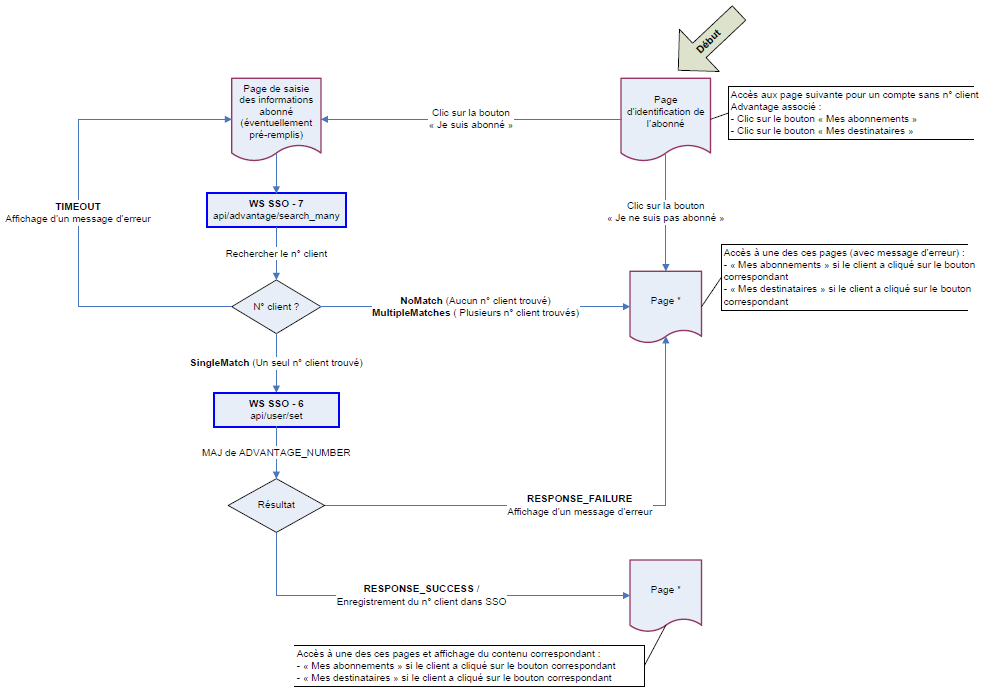 Début
Page de saisie
des informations
abonné
(éventuellement
pré-remplis)
Clic sur la bouton
« Je suis abonné »
Page
d'identification de
l'abonné
Accès aux page suivante pour un compte sans n° client
Advantage associé :
- Clic sur le bouton « Mes abonnements »
- Clic sur le bouton « Mes destinataires »
TIMEOUT
Affichage d'un message d'erreur
WS SSO - 7
api/advantage/search_many
Clic sur la bouton
« Je ne suis pas abonné »
Rechercher le n° client
Accès à une des ces pages (avec message d'erreur) :
- « Mes abonnements » si le client a cliqué sur le bouton
correspondant
- « Mes destinataires » si le client a cliqué sur le bouton
correspondant
N° client ?
NoMatch (Aucun n° client trouvé)
MultipleMatches ( Plusieurs n° client trouvés)
Page *
SingleMatch (Un seul n° client trouvé)
WS SSO - 6
api/user/set
MAJ de ADVANTAGE_NUMBER
Résultat
RESPONSE_FAILURE
Affichage d'un message d'erreur
RESPONSE_SUCCESS /
Enregistrement du n° client dans SSO
Page *
Accès à une des ces pages et affichage du contenu correspondant :
- « Mes abonnements » si le client a cliqué sur le bouton correspondant
- « Mes destinataires » si le client a cliqué sur le bouton correspondant